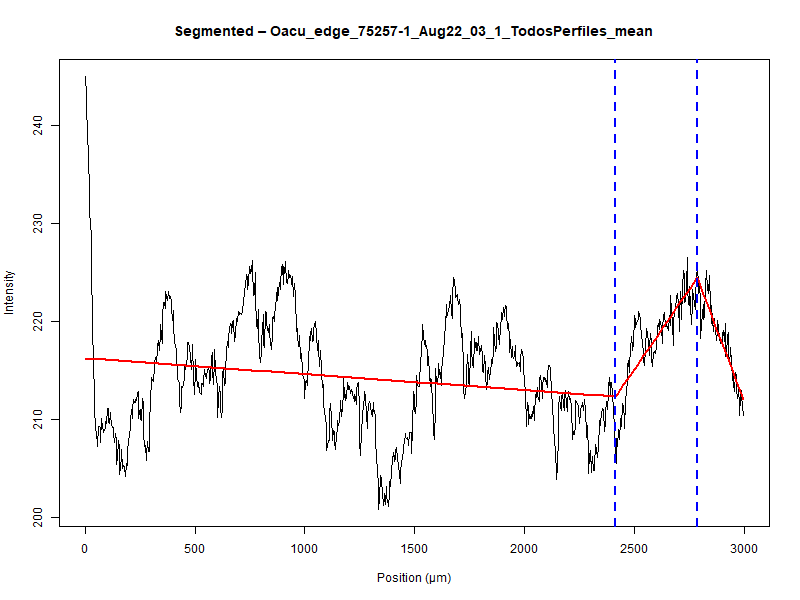 Segmented – Oacu_edge_75257-1_Aug22_03_1_TodosPerfiles_mean
Intensity
240
230
220
210
200
0 500 1000 1500 2000 2500 3000
Position (µm)